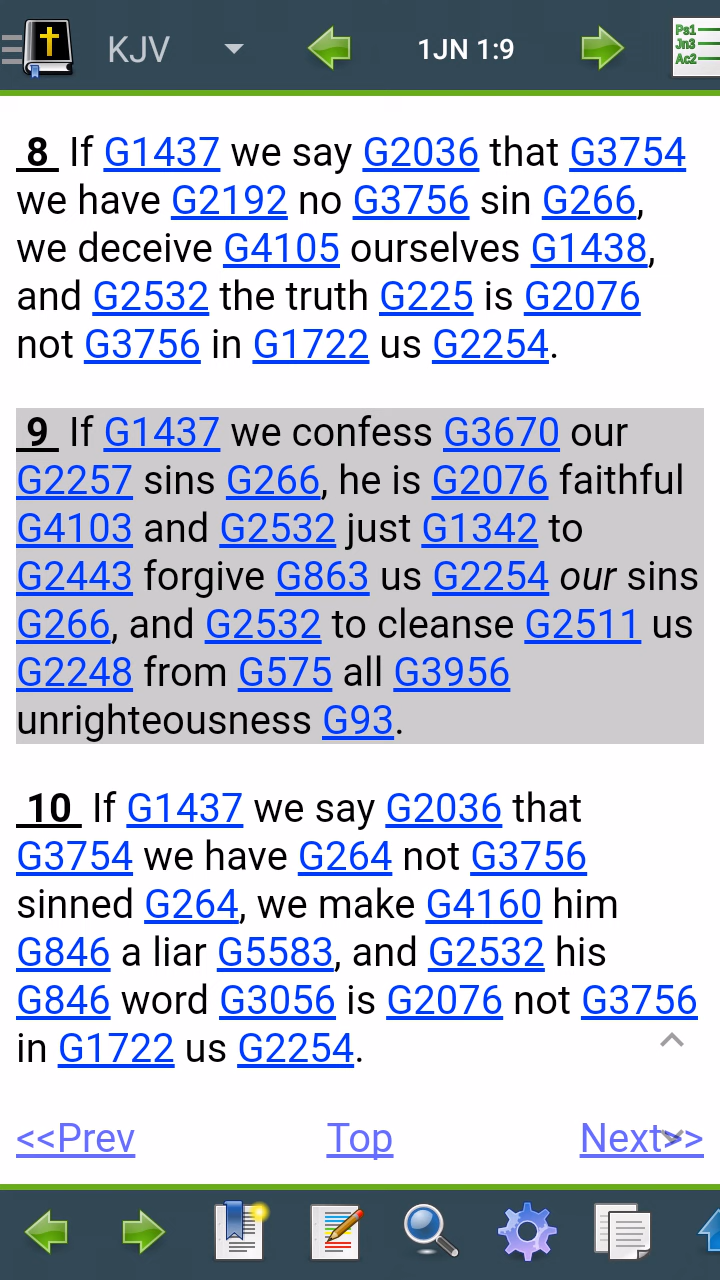 KJV 1JN 1:9 Ps1 Jn3 Ac2
8 If G1437 we say G2036 that G3754
we have G2192 no G3756 sin G266,
we deceive G4105 ourselves G1438,
and G2532 the truth G225 is G2076
not G3756 in G1722 us G2254.
9 If G1437 we confess G3670 our
G2257 sins G266, he is G2076 faithful
G4103 and G2532 just G1342 to
G2443 forgive G863 us G2254 our sins
G266, and G2532 to cleanse G2511 us
G2248 from G575 all G3956
unrighteousness G93.
10 If G1437 we say G2036 that
G3754 we have G264 not G3756
sinned G264, we make G4160 him
G846 a liar G5583, and G2532 his
G846 word G3056 is G2076 not G3756
in G1722 us G2254.
<<Prev Top Next>>